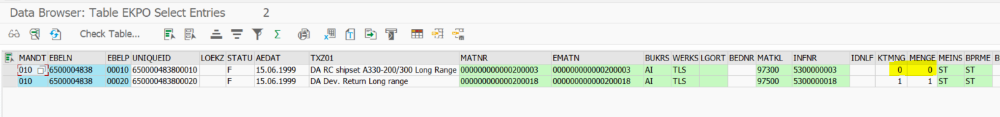 Data Browser: Table EKPO Select Entries 2
Check Table...
MANDT EBELN EBELP UNIQUEID LOEKZ STATU AEDAT TXZ01 MATNR EMATN BUKRS WERKS LGORT BEDNR MATKL INFNR IDNLF KTMNG MENGE MEINS BPRME B
010 6500004838 00010 650000483800010 F 15.06.1999 DA RC shipset A330-200/300 Long Range 000000000000200003 000000000000200003 AI TLS 97300 5300000003 0 0 ST ST
010 6500004838 00020 650000483800020 F 15.06.1999 DA Dev. Return Long range 000000000000200018 000000000000200018 AI TLS 97500 5300000018 1 1 ST ST